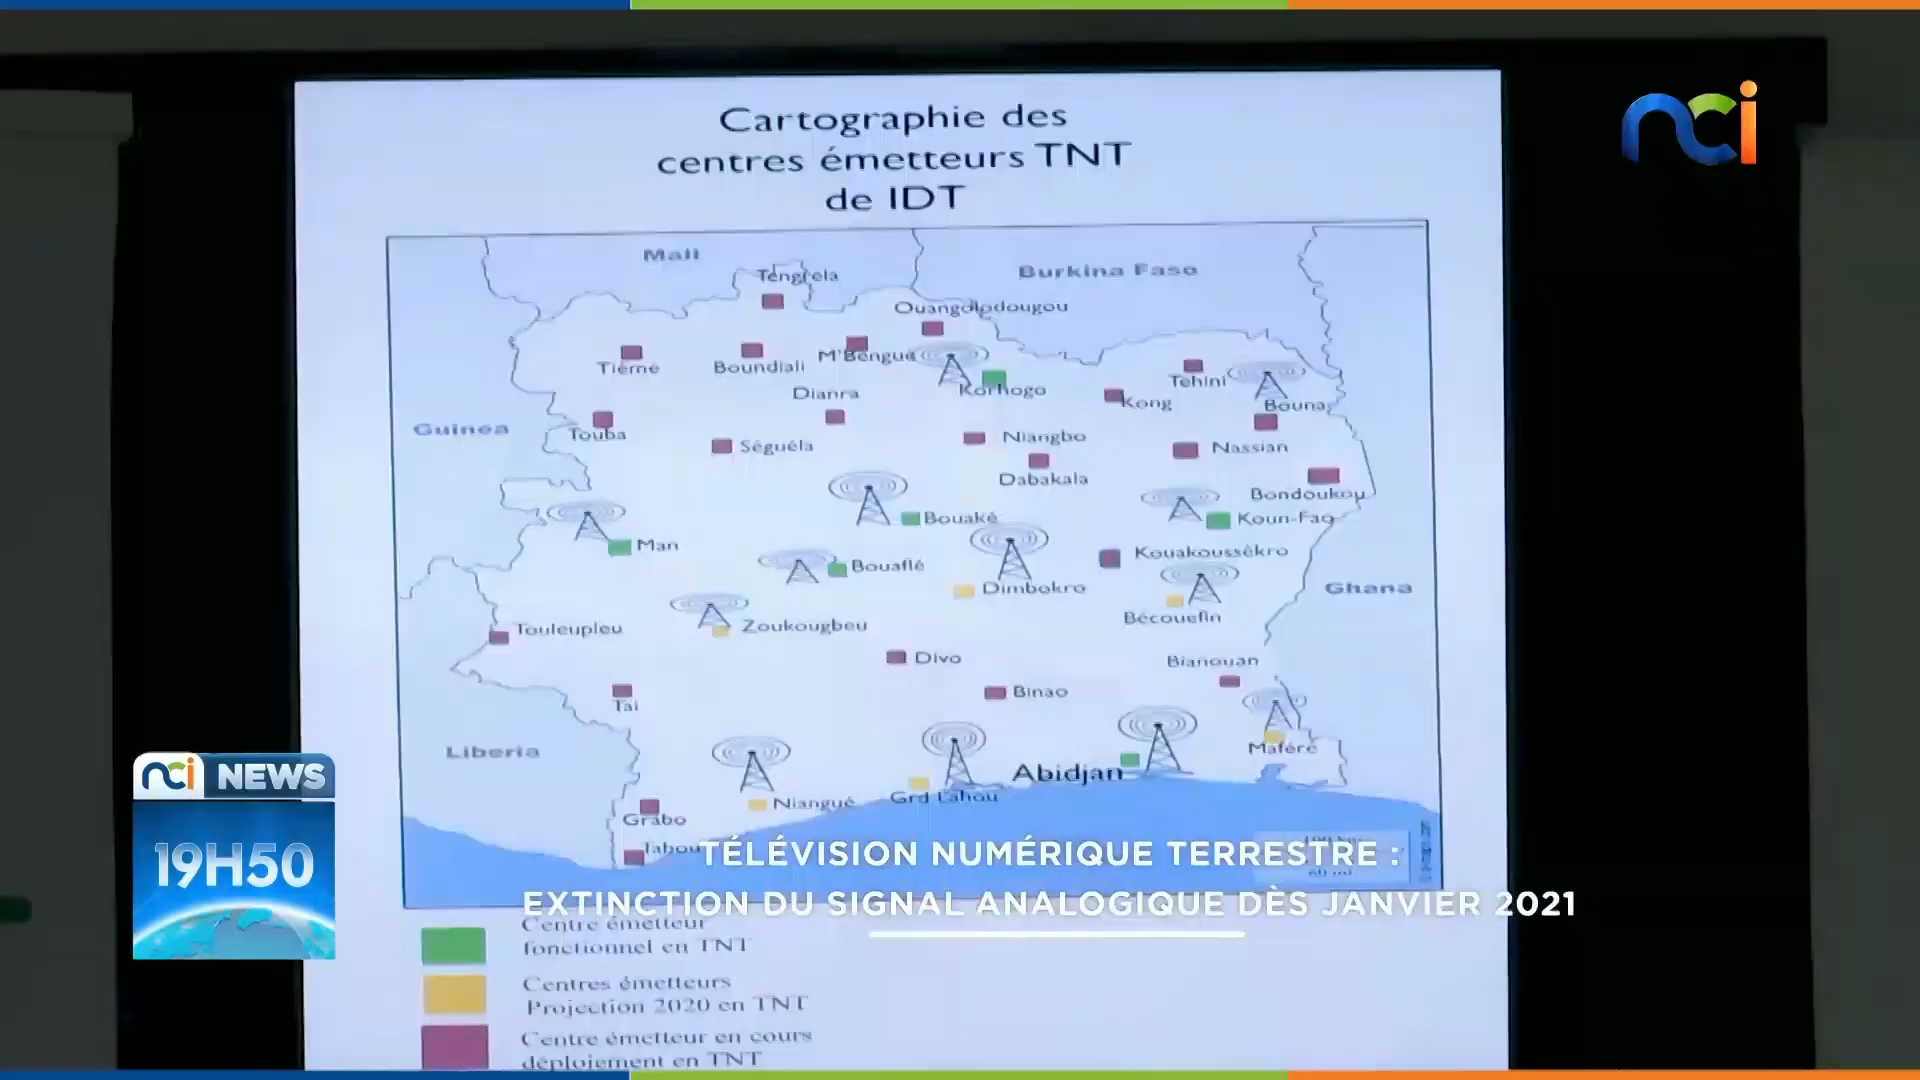 nci
Cartographie des
centres émetteurs TNT
de IDT
Mali
Burkina Faso
Tengrela
Ouangolodougou
Tiéme
Boundiali
M'Bengué
Korhogo
Tehini
Dianra
Kong
Bouna
Guinea
Touba
Séguéla
Niangbo
Nassian
Dabakala
Bondoukou
Bouaké
Koun-Fao
Man
Bouaflé
Kouakoussékro
Dimbokro
Ghana
Bécouefin
Touleupleu
Zoukougbeu
Divo
Bianouan
Tai
Binao
Liberia
Maféré
Abidjan
Niangué
Grd Lahou
Grabo
Tabou
nci NEWS
19H50
TÉLÉVISION NUMÉRIQUE TERRESTRE :
EXTINCTION DU SIGNAL ANALOGIQUE DÈS JANVIER 2021
Centre émetteur
fonctionnel en TNT
Centres émetteurs
Projection 2020 en TNT
Centre émetteur en cours
déploiement en TNT